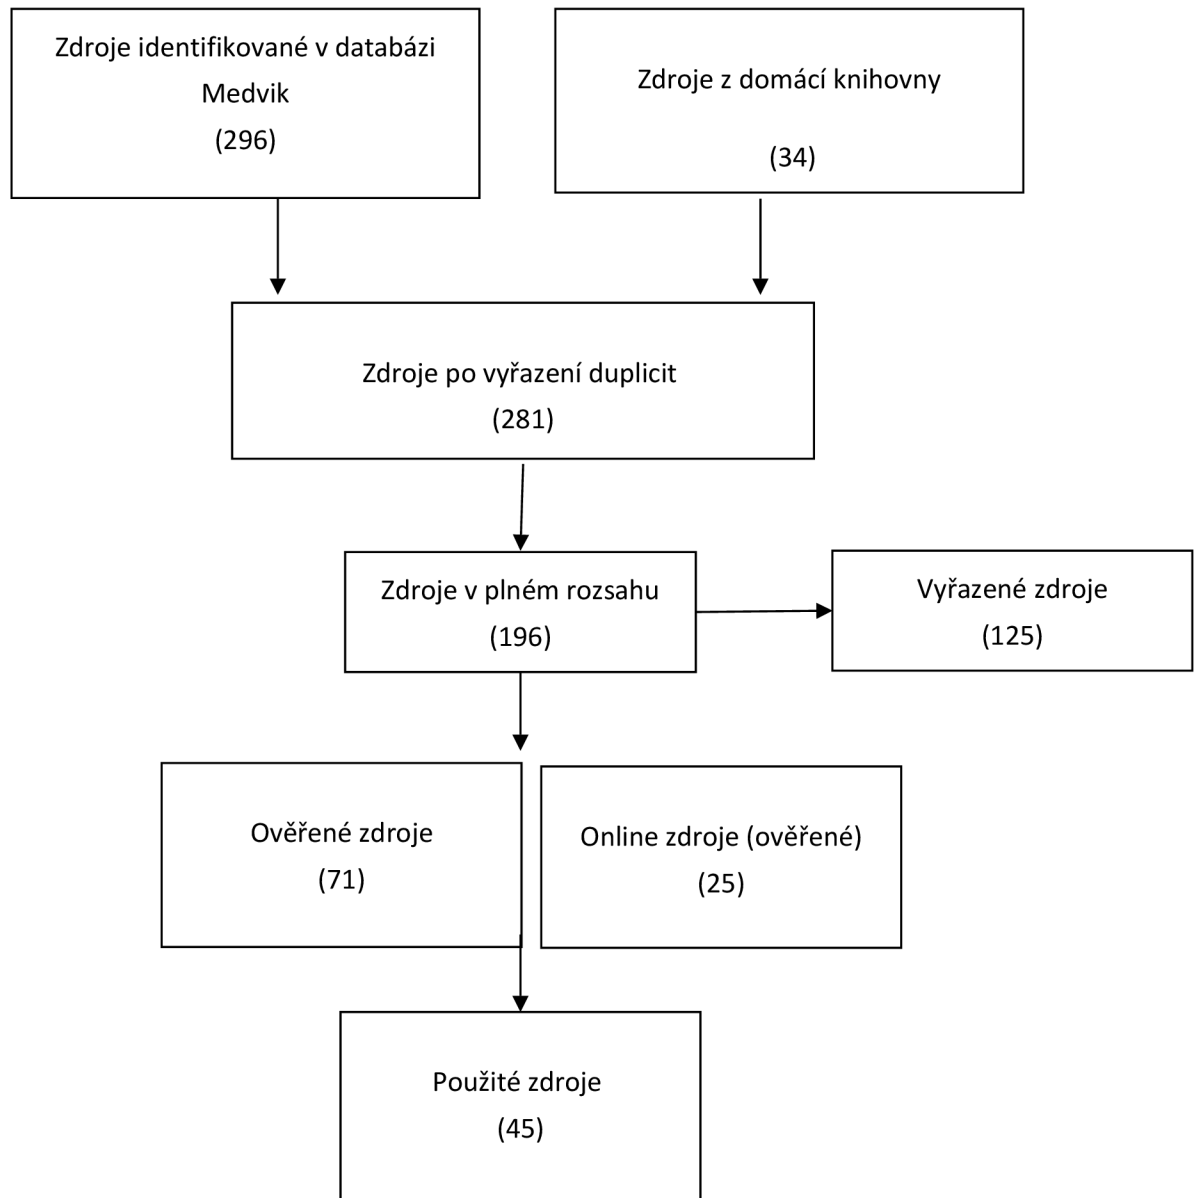 Zdroje identifikované v databázi
Medvik
(296)
Zdroje z domácí knihovny
(34)
Zdroje po vyřazení duplicit
(281)
Zdroje v plném rozsahu
(196)
Vyřazené zdroje
(125)
Ověřené zdroje
(71)
Online zdroje (ověřené)
(25)
Použité zdroje
(45)